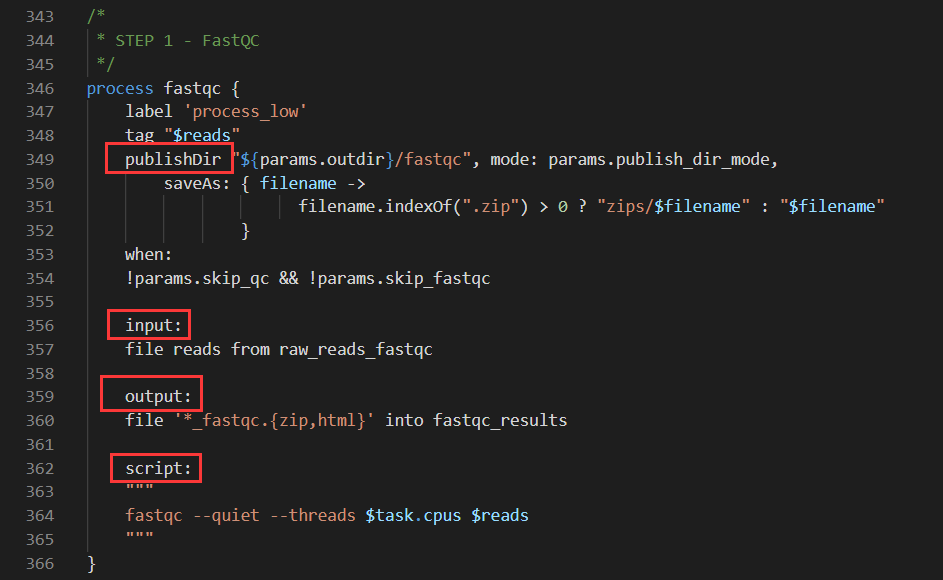 343 /*
344 * STEP 1 - FastQC
345 */
346 process fastqc {
347 label 'process_low'
348 tag "$reads"
349 publishDir "${params.outdir}/fastqc", mode: params.publish_dir_mode,
350 saveAs: { filename ->
351 filename.indexOf(".zip") > 0 ? "zips/$filename" : "$filename"
352 }
353 when:
354 !params.skip_qc && !params.skip_fastqc
355
356 input:
357 file reads from raw_reads_fastqc
358
359 output:
360 file '*_fastqc.{zip,html}' into fastqc_results
361
362 script:
363 """
364 fastqc --quiet --threads $task.cpus $reads
365 """
366 }